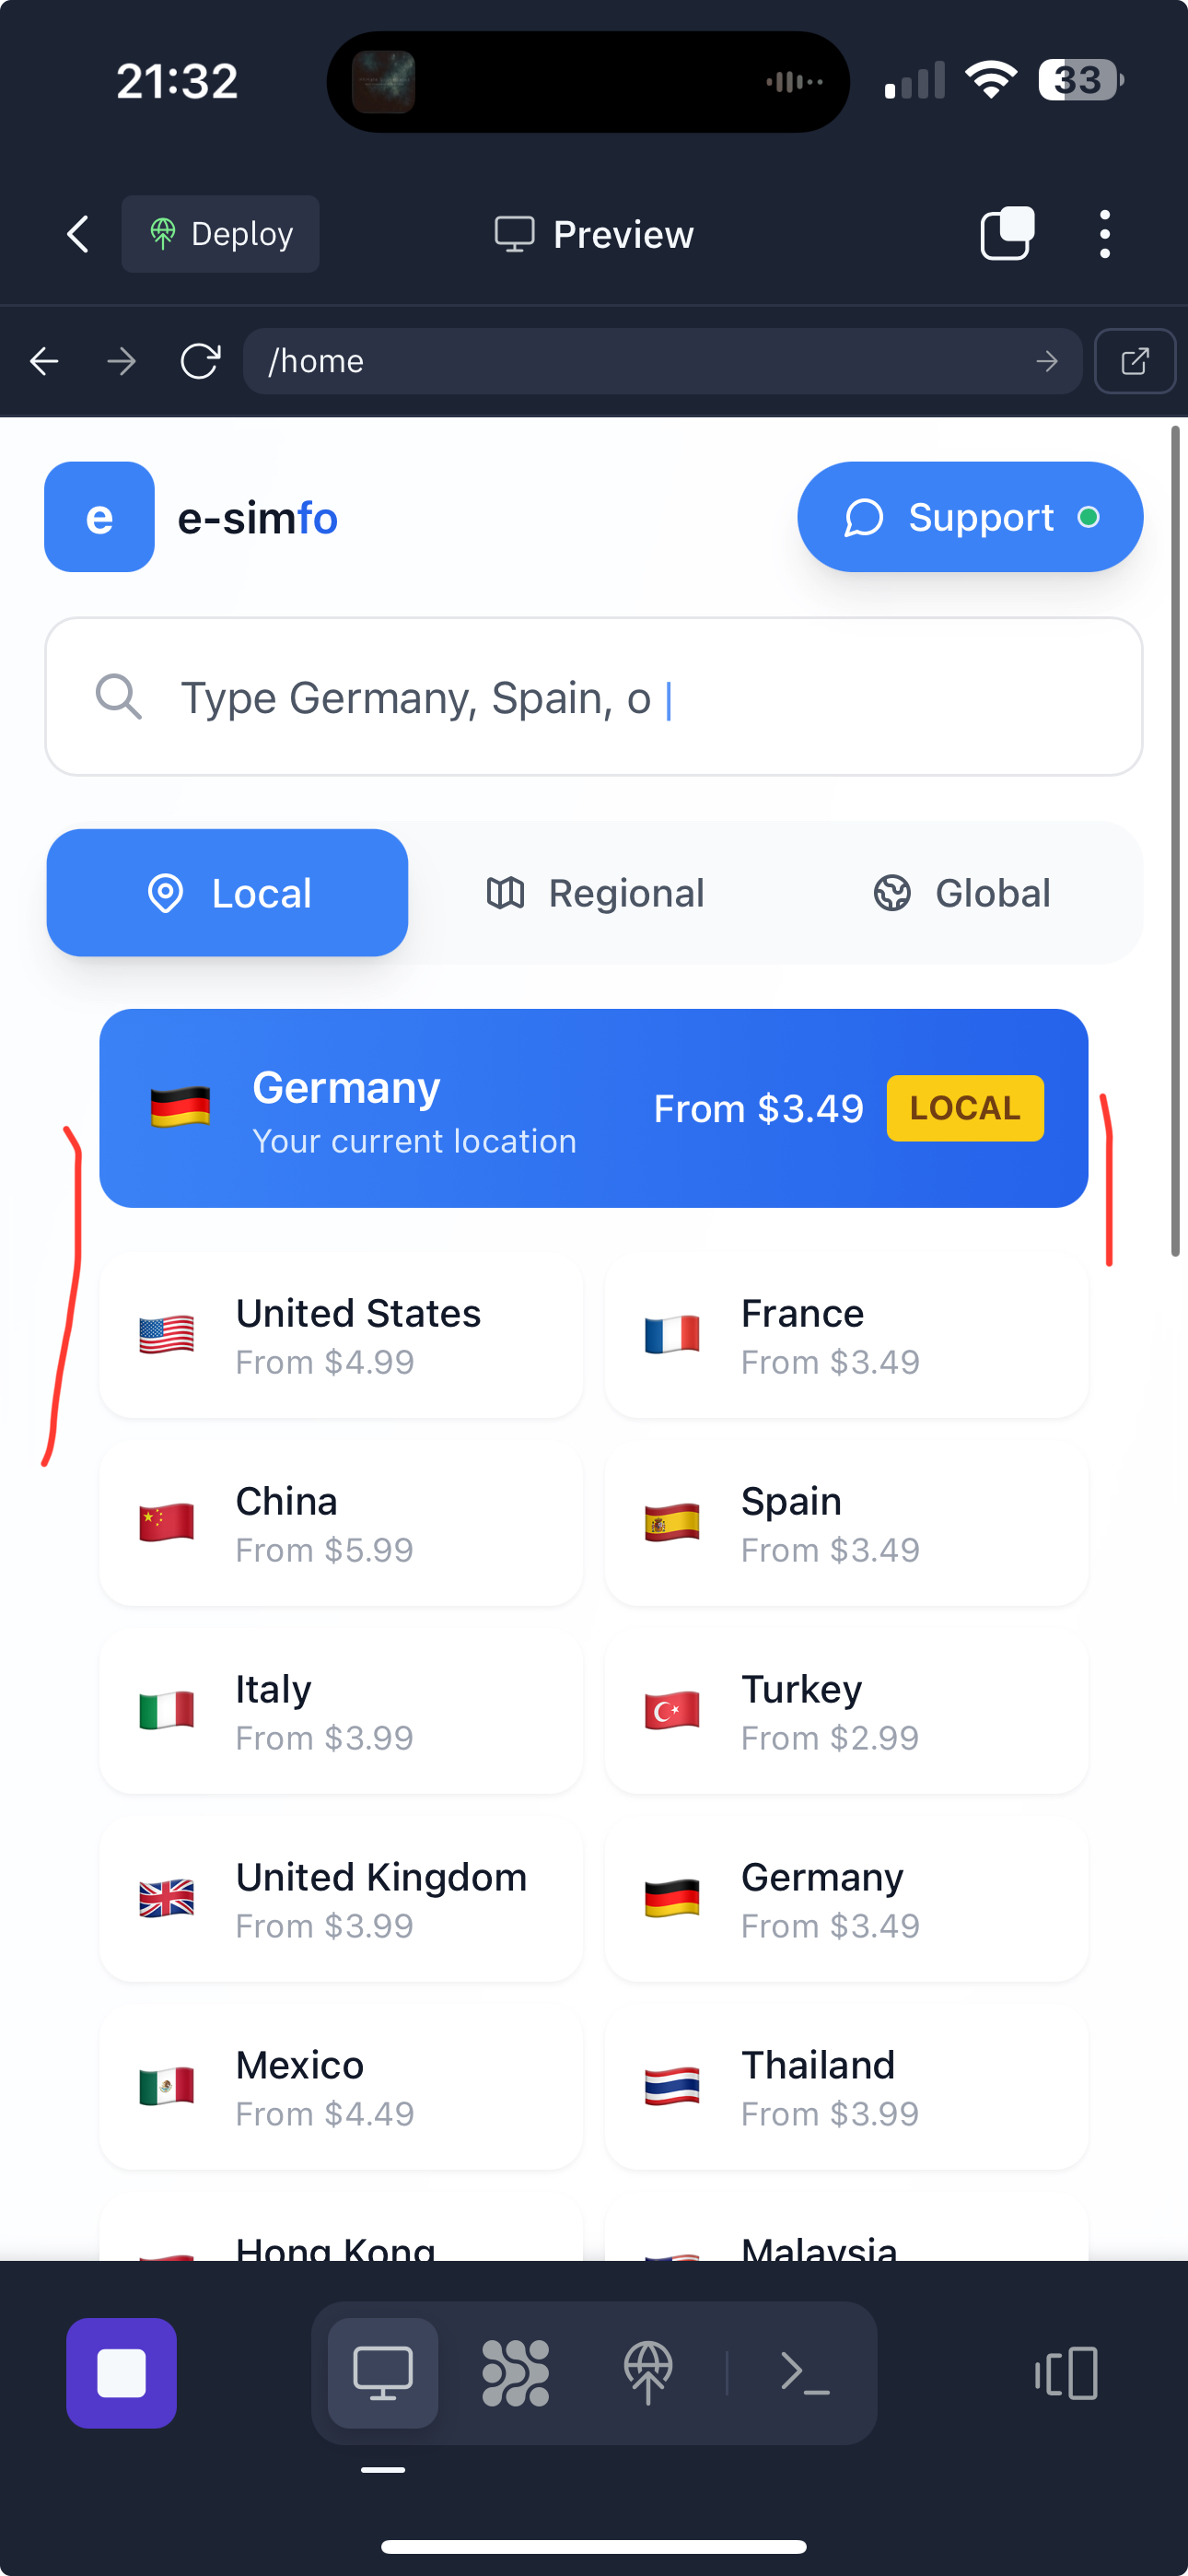 21:32
33
Deploy
Preview
/home
e
e-simfo
Support
Type Germany, Spain, o
Local
Regional
Global
Germany
Your current location
From $3.49
LOCAL
United States
From $4.99
France
From $3.49
China
From $5.99
Spain
From $3.49
Italy
From $3.99
Turkey
From $2.99
United Kingdom
From $3.99
Germany
From $3.49
Mexico
From $4.49
Thailand
From $3.99
Hong Kong
Malaysia